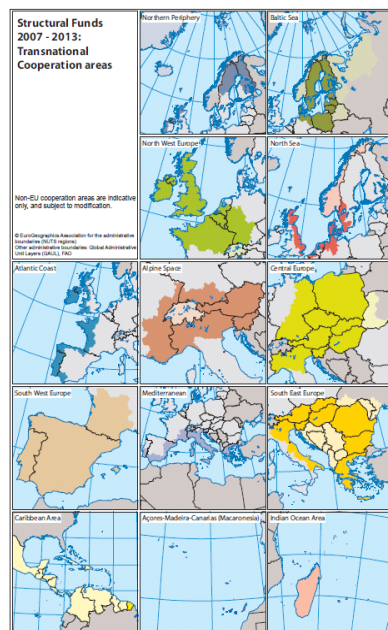 Structural Funds
2007 - 2013:
Transnational
Cooperation areas
Non-EU cooperation areas are indicative
only, and subject to modification.
© EuroGeographics Association for the administrative
boundaries (NUTS regions)
Other administrative boundaries: Global Administrative
Unit Layers (GAUL), FAO
Northern Periphery
Baltic Sea
North West Europe
North Sea
Atlantic Coast
Alpine Space
Central Europe
South West Europe
Mediterranean
South East Europe
Caribbean Area
Açores-Madeira-Canarias (Macaronesia)
Indian Ocean Area